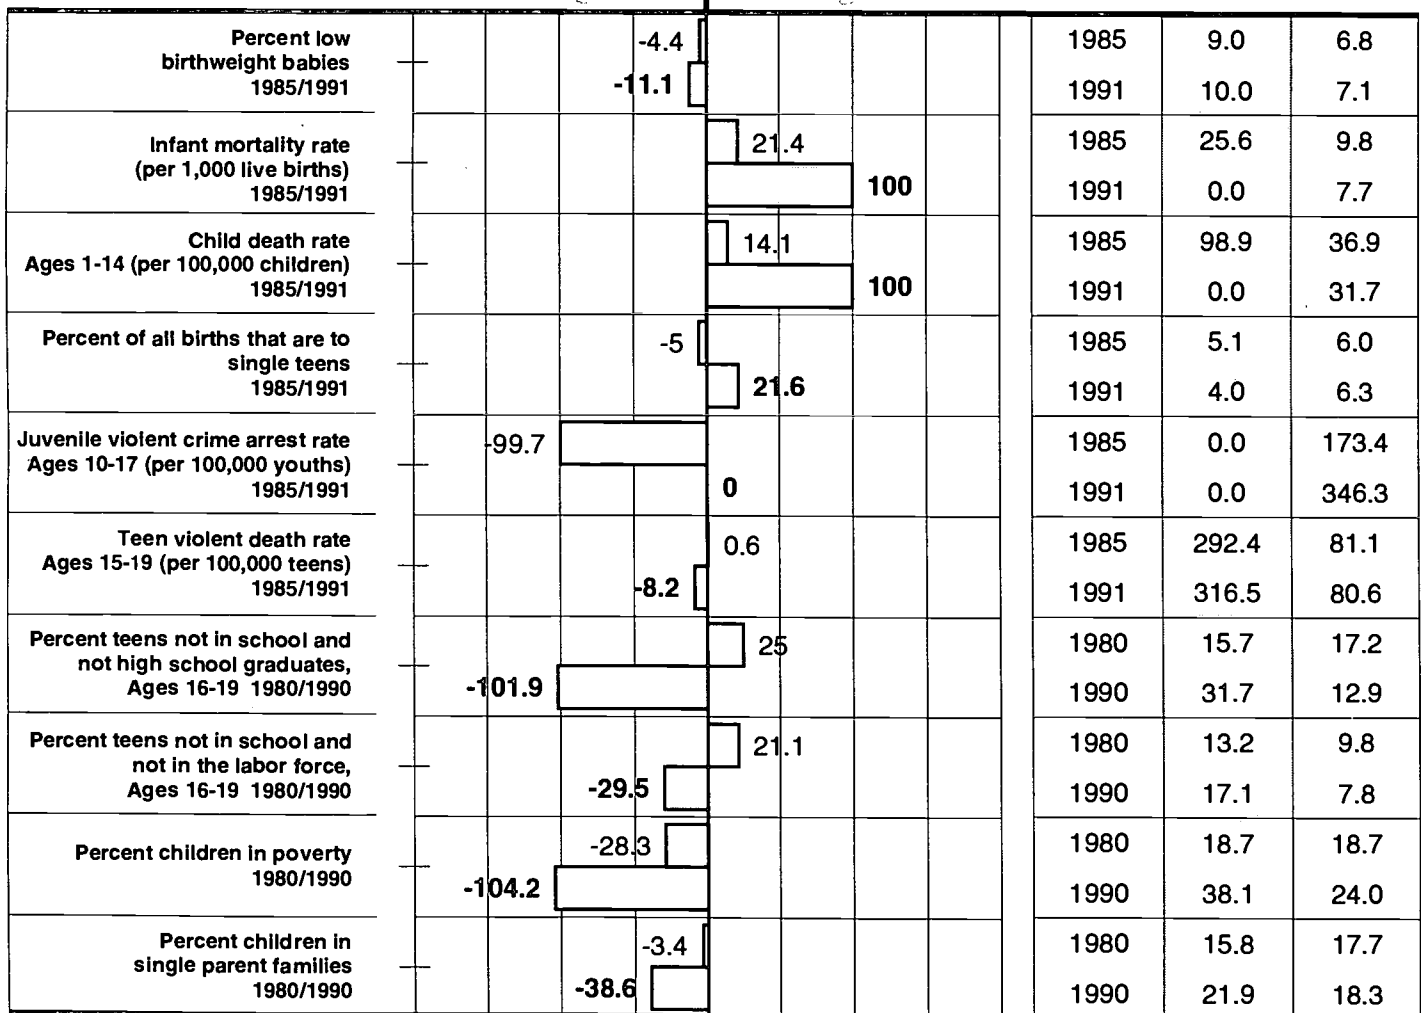 Percent low
birthweight babies
1985/1991
-4.4
-11.1
1985 9.0 6.8
1991 10.0 7.1
Infant mortality rate
(per 1,000 live births)
1985/1991
21.4
100
1985 25.6 9.8
1991 0.0 7.7
Child death rate
Ages 1-14 (per 100,000 children)
1985/1991
14.1
100
1985 98.9 36.9
1991 0.0 31.7
Percent of all births that are to
single teens
1985/1991
-5
21.6
1985 5.1 6.0
1991 4.0 6.3
Juvenile violent crime arrest rate
Ages 10-17 (per 100,000 youths)
1985/1991
-99.7
0
1985 0.0 173.4
1991 0.0 346.3
Teen violent death rate
Ages 15-19 (per 100,000 teens)
1985/1991
0.6
-8.2
1985 292.4 81.1
1991 316.5 80.6
Percent teens not in school and
not high school graduates,
Ages 16-19 1980/1990
25
-101.9
1980 15.7 17.2
1990 31.7 12.9
Percent teens not in school and
not in the labor force,
Ages 16-19 1980/1990
21.1
-29.5
1980 13.2 9.8
1990 17.1 7.8
Percent children in poverty
1980/1990
-28.3
-104.2
1980 18.7 18.7
1990 38.1 24.0
Percent children in
single parent families
1980/1990
-3.4
-38.6
1980 15.8 17.7
1990 21.9 18.3